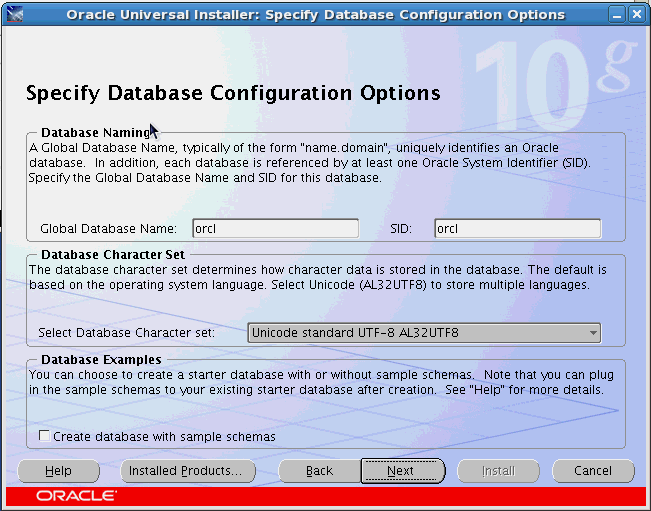 Oracle Universal Installer: Specify Database Configuration Options
10g
Specify Database Configuration Options
Database Naming
A Global Database Name, typically of the form "name.domain", uniquely identifies an Oracle
database. In addition, each database is referenced by at least one Oracle System Identifier (SID).
Specify the Global Database Name and SID for this database.
Global Database Name: orcl SID: orcl
Database Character Set
The database character set determines how character data is stored in the database. The default is
based on the operating system language. Select Unicode (AL32UTF8) to store multiple languages.
Select Database Character set: Unicode standard UTF-8 AL32UTF8
Database Examples
You can choose to create a starter database with or without sample schemas. Note that you can plug
in the sample schemas to your existing starter database after creation. See "Help" for more details.
Create database with sample schemas
Help Installed Products... Back Next Install Cancel
ORACLE